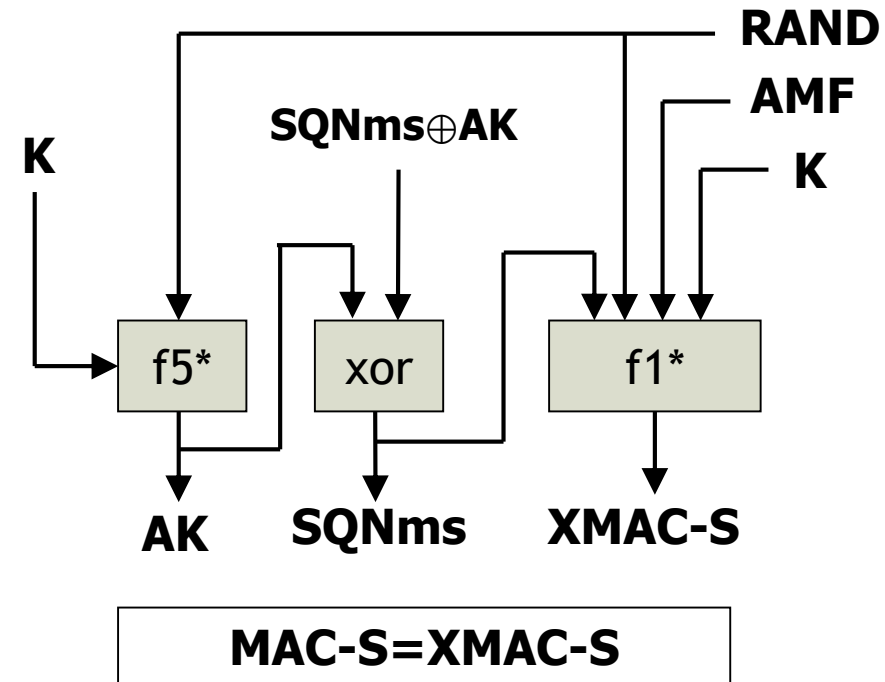 RAND
AMF
SQNms⊕AK
K
K
f5*
xor
f1*
AK
SQNms
XMAC-S
MAC-S=XMAC-S